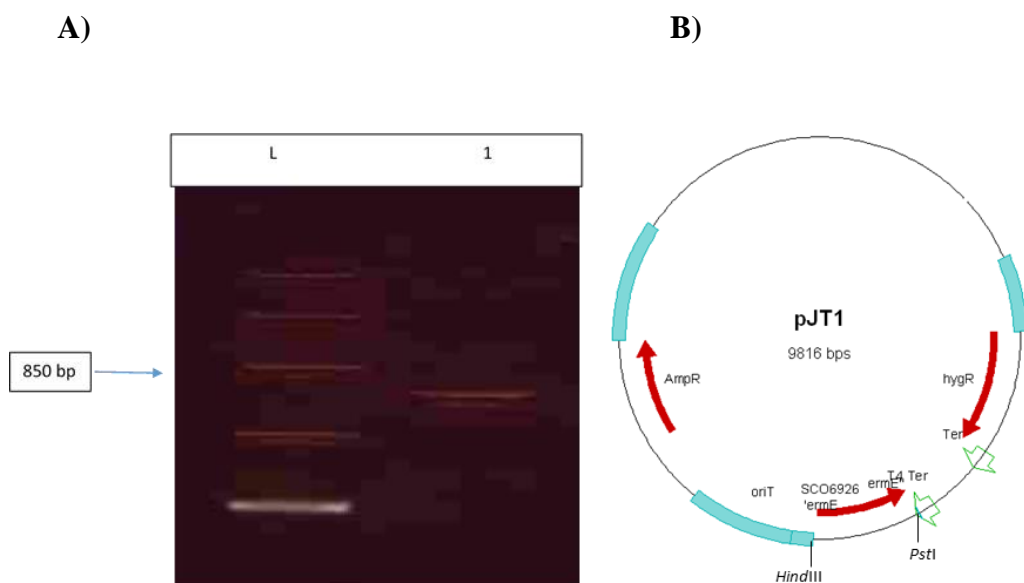 A)
B)
L 1
850 bp
pJT1
9816 bps
AmpR
hygR
Ter
T4 Ter
SCO6926
ermE*
oriT
'ermE
PstI
HindIII